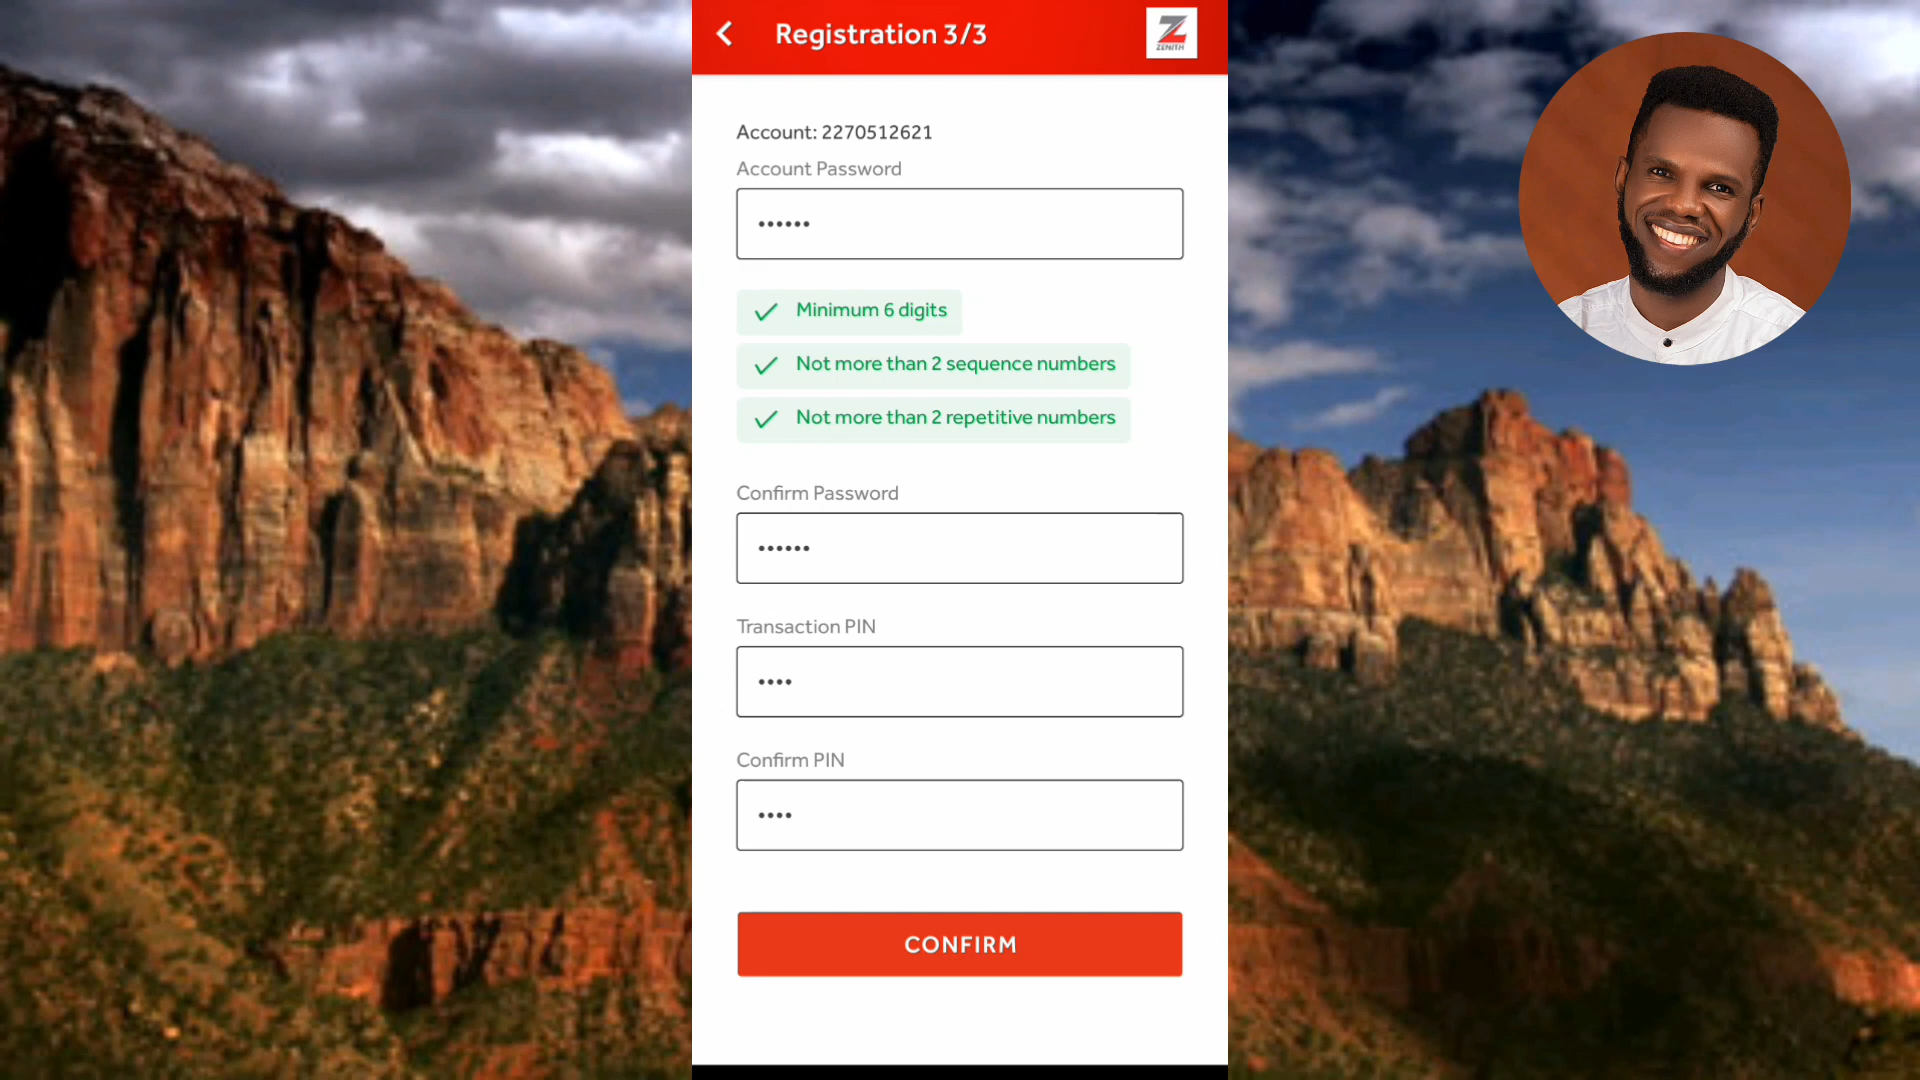 Registration 3/3
ZENITH
Account: 2270512621
Account Password
••••••
Minimum 6 digits
Not more than 2 sequence numbers
Not more than 2 repetitive numbers
Confirm Password
••••••
Transaction PIN
••••
Confirm PIN
••••
CONFIRM